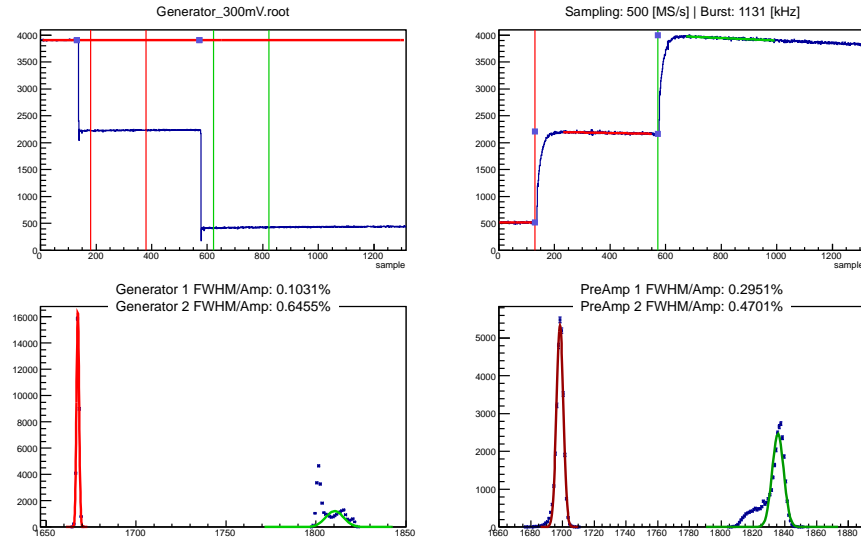 Generator_300mV.root
Sampling: 500 [MS/s] | Burst: 1131 [kHz]
4000
3500
3000
2500
2000
1500
1000
500
0
0 200 400 600 800 1000 1200
sample
4000
3500
3000
2500
2000
1500
1000
500
0
0 200 400 600 800 1000 1200
sample
Generator 1 FWHM/Amp: 0.1031%
Generator 2 FWHM/Amp: 0.6455%
16000
14000
12000
10000
8000
6000
4000
2000
0
1650 1700 1750 1800 850
PreAmp 1 FWHM/Amp: 0.2951%
PreAmp 2 FWHM/Amp: 0.4701%
5000
4000
3000
2000
1000
0
1660 1680 1700 1720 1740 1760 1780 1800 1820 1840 1860 1880